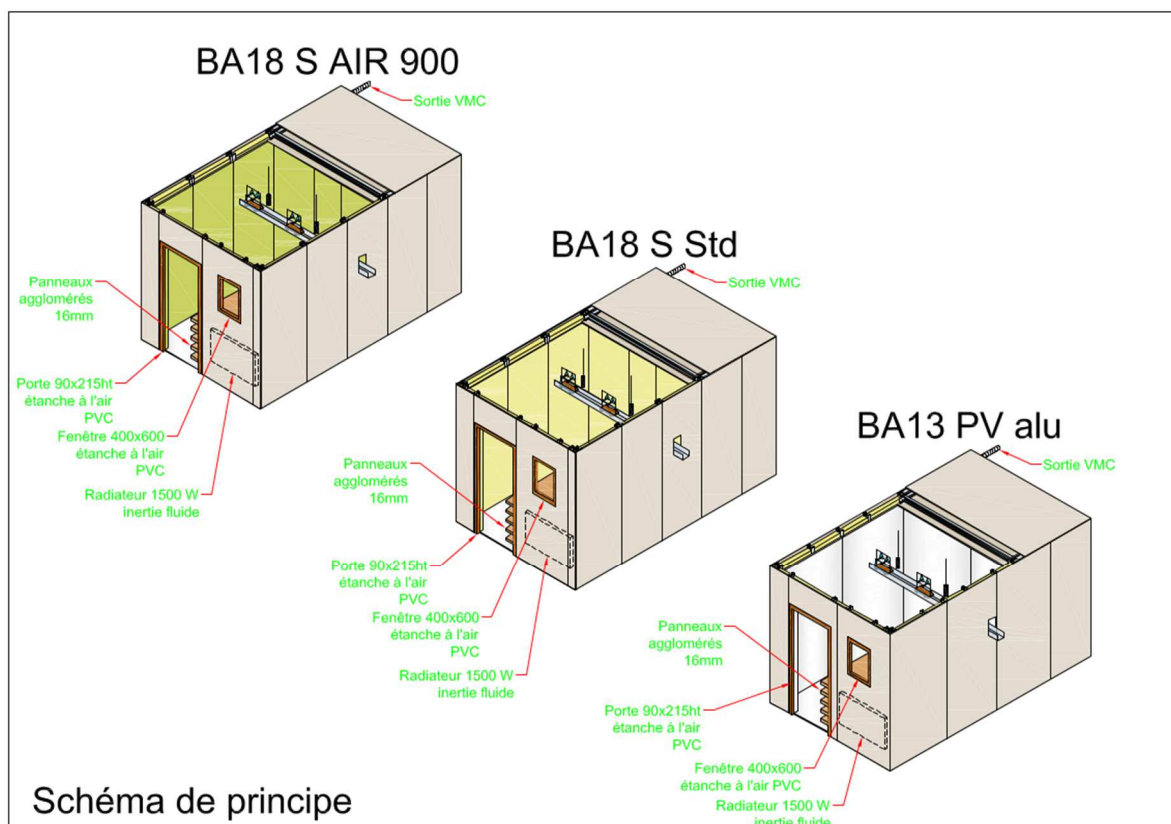 BA18 S AIR 900
Sortie VMC
Panneaux
agglomérés
16mm
Porte 90x215ht
étanche à l'air
PVC
Fenêtre 400x600
étanche à l'air
PVC
Radiateur 1500 W
inertie fluide
BA18 S Std
Sortie VMC
Panneaux
agglomérés
16mm
Porte 90x215ht
étanche à l'air
PVC
Fenêtre 400x600
étanche à l'air
PVC
Radiateur 1500 W
inertie fluide
BA13 PV alu
Sortie VMC
Panneaux
agglomérés
16mm
Porte 90x215ht
étanche à l'air
PVC
Fenêtre 400x600
étanche à l'air PVC
Radiateur 1500 W
inertie fluide
Schéma de principe